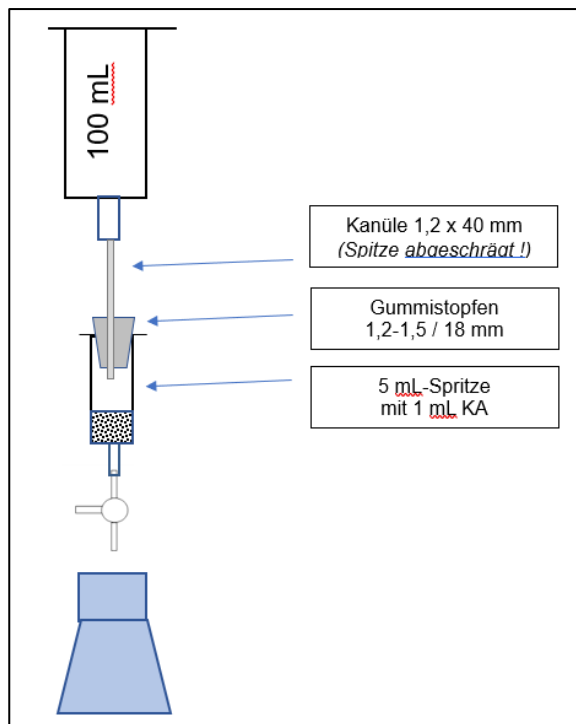 100 mL
Kanüle 1,2 x 40 mm
(Spitze abgeschrägt !)
Gummistopfen
1,2-1,5 / 18 mm
5 mL-Spritze
mit 1 mL KA